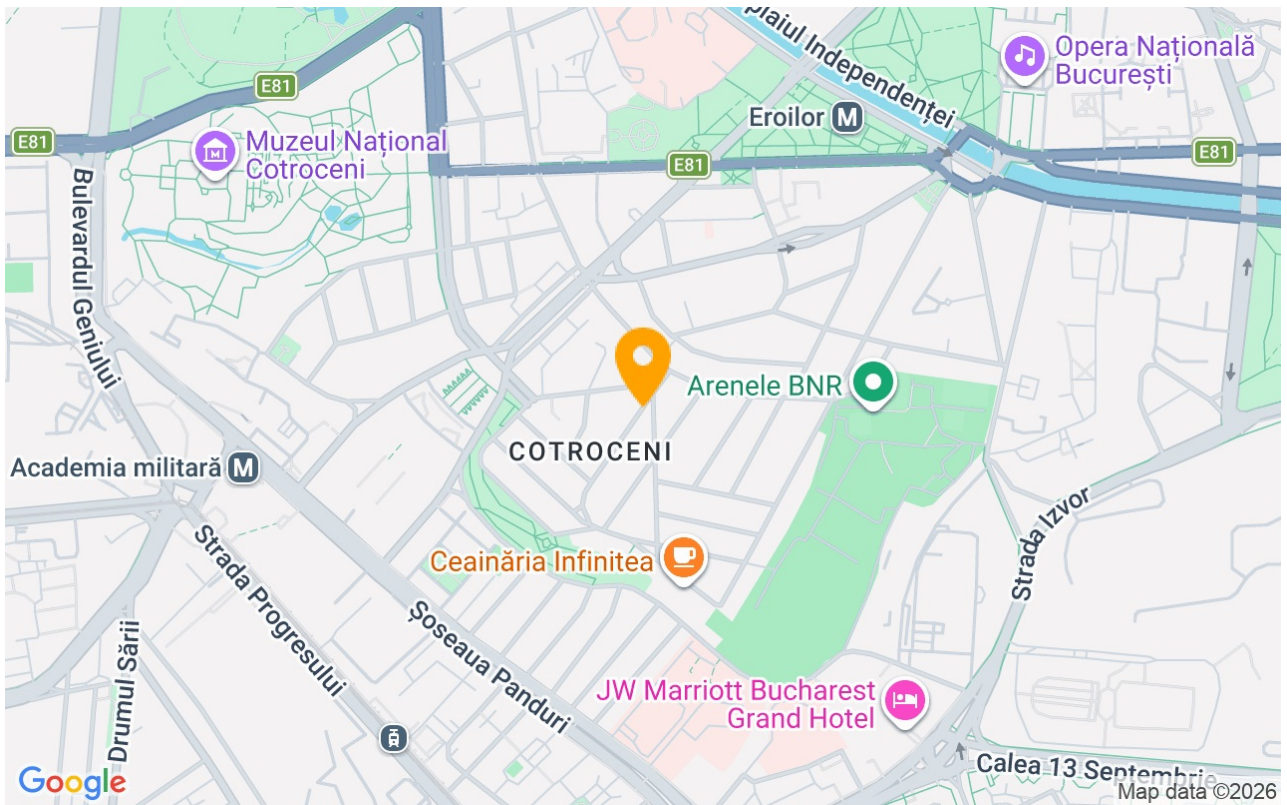 plaiul Independenței
Opera Națională
București
E81
Eroilor M
E81
Muzeul Național
Cotroceni
E81
E81
Bulevardul Geniului
Arenele BNR
COTROCENI
Academia militară M
Strada Izvor
Ceainăria Infinitea
Strada Progresului
Șoseaua Panduri
Drumul Sării
JW Marriott Bucharest
Grand Hotel
Calea 13 Septembrie
Google
Map data ©2026